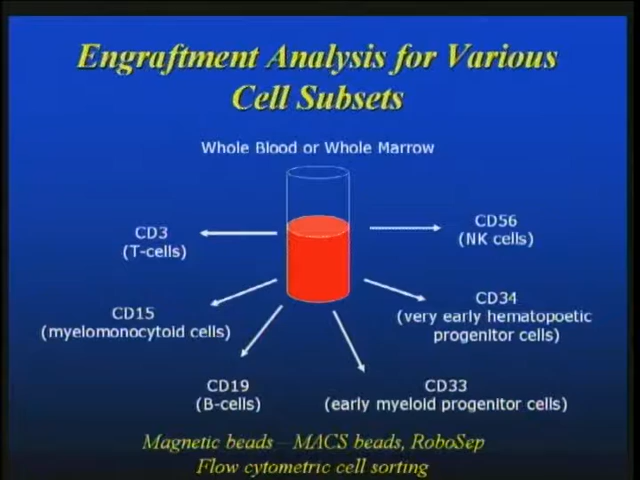 Engraftment Analysis for Various
Cell Subsets
Whole Blood or Whole Marrow
CD3
(T-cells)
CD56
(NK cells)
CD15
(myelomonocytoid cells)
CD34
(very early hematopoetic
progenitor cells)
CD19
(B-cells)
CD33
(early myeloid progenitor cells)
Magnetic beads – MACS beads, RoboSep
Flow cytometric cell sorting